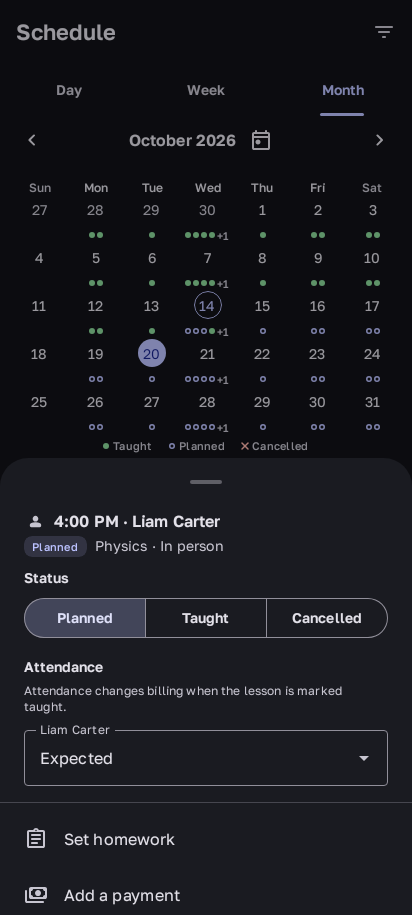 Schedule
Day Week Month
October 2026
Sun Mon Tue Wed Thu Fri Sat
27 28 29 30 1 2 3
+1
4 5 6 7 8 9 10
+1
11 12 13 14 15 16 17
+1
18 19 20 21 22 23 24
+1
25 26 27 28 29 30 31
+1
Taught Planned Cancelled
4:00 PM · Liam Carter
Planned Physics · In person
Status
Planned Taught Cancelled
Attendance
Attendance changes billing when the lesson is marked
taught.
Liam Carter
Expected
Set homework
Add a payment